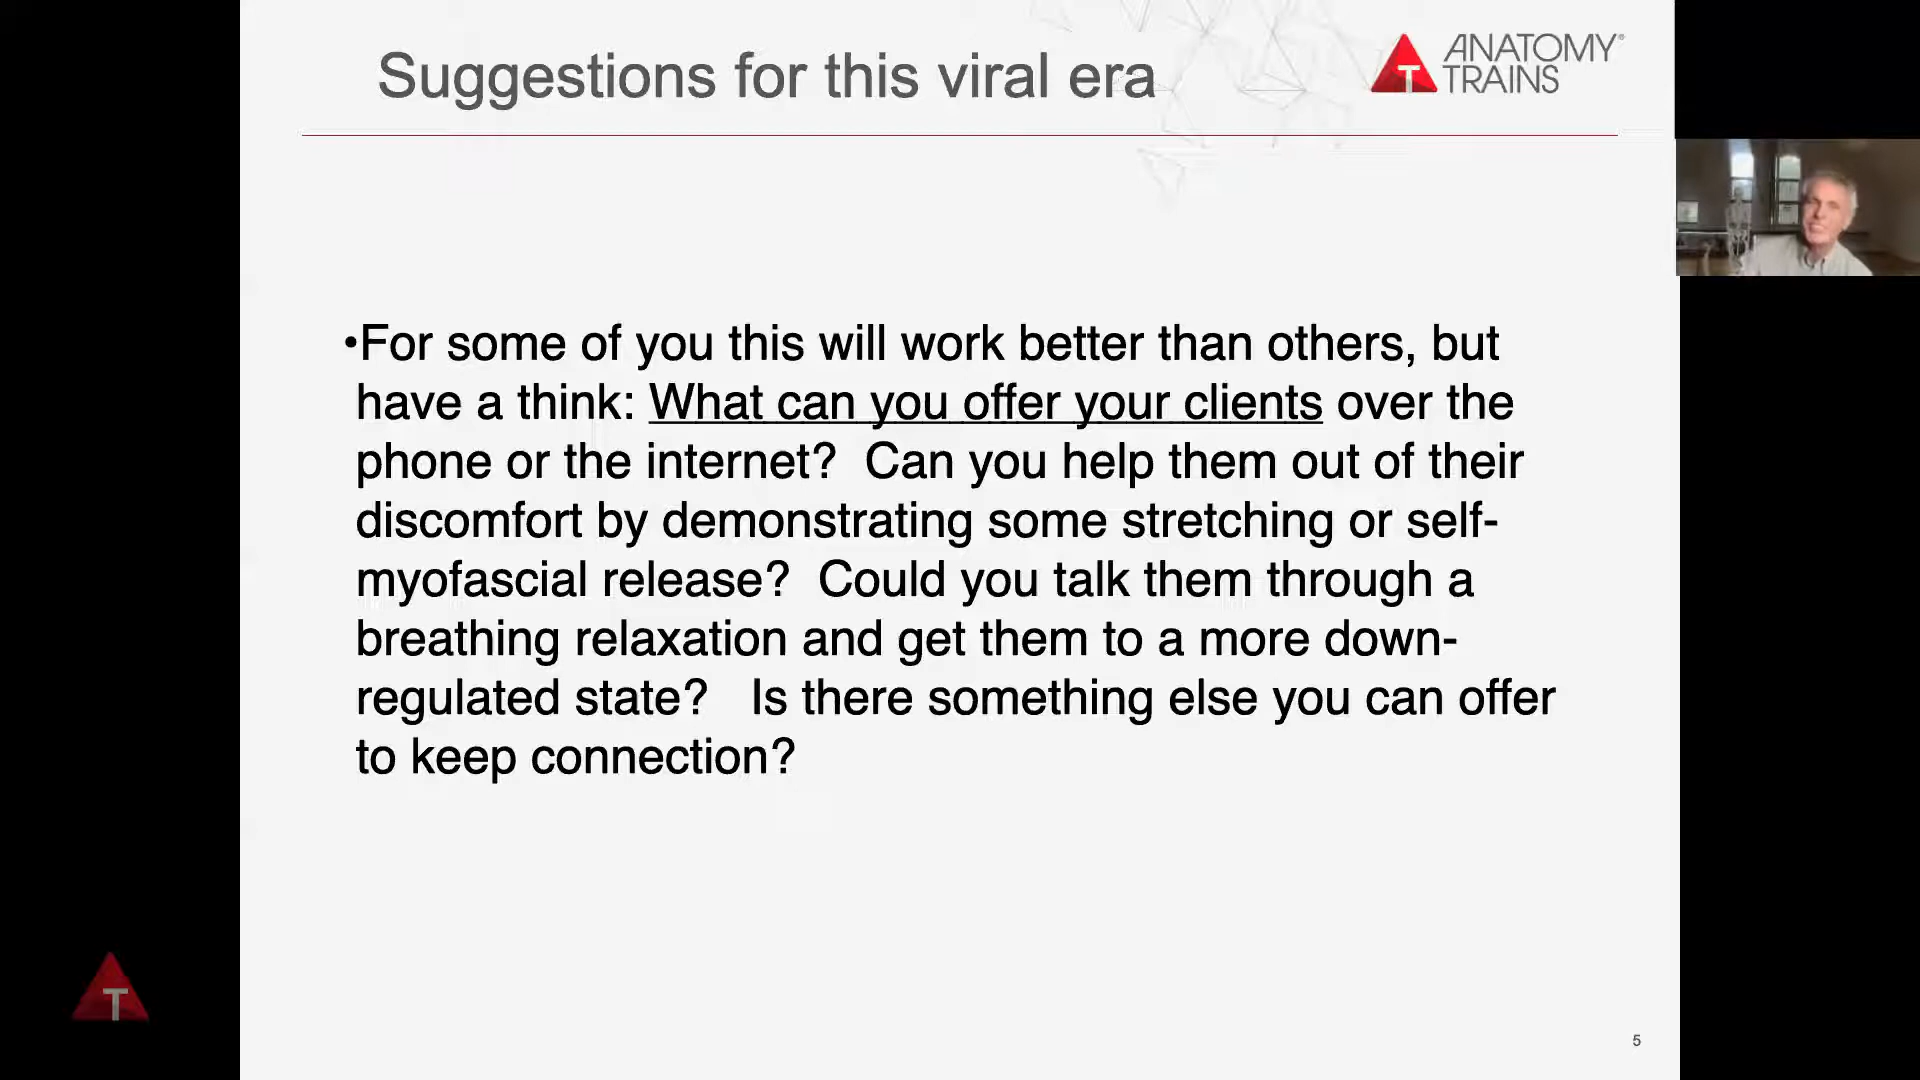 Suggestions for this viral era
ANATOMY®
TRAINS
T
•For some of you this will work better than others, but
have a think: What can you offer your clients over the
phone or the internet?  Can you help them out of their
discomfort by demonstrating some stretching or self-
myofascial release?  Could you talk them through a
breathing relaxation and get them to a more down-
regulated state?   Is there something else you can offer
to keep connection?
T
5